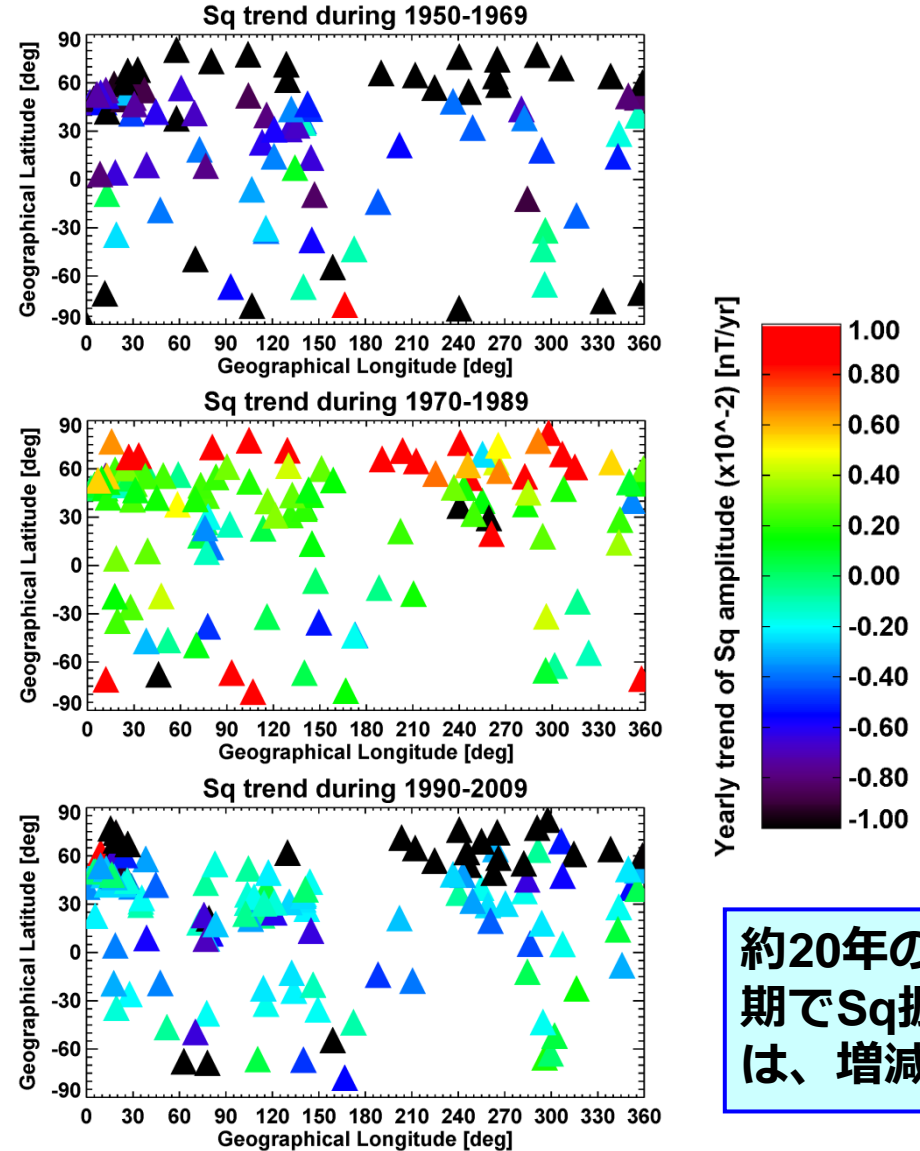 Sq trend during 1950-1969
Geographical Latitude [deg]
90
60
30
0
-30
-60
-90
0 30 60 90 120 150 180 210 240 270 300 330 360
Geographical Longitude [deg]
Sq trend during 1970-1989
Geographical Latitude [deg]
90
60
30
0
-30
-60
-90
0 30 60 90 120 150 180 210 240 270 300 330 360
Geographical Longitude [deg]
Sq trend during 1990-2009
Geographical Latitude [deg]
90
60
30
0
-30
-60
-90
0 30 60 90 120 150 180 210 240 270 300 330 360
Geographical Longitude [deg]
Yearly trend of Sq amplitude (x10^-2) [nT/yr]
1.00
0.80
0.60
0.40
0.20
0.00
-0.20
-0.40
-0.60
-0.80
-1.00
約20年の
期でSq振
は、増減